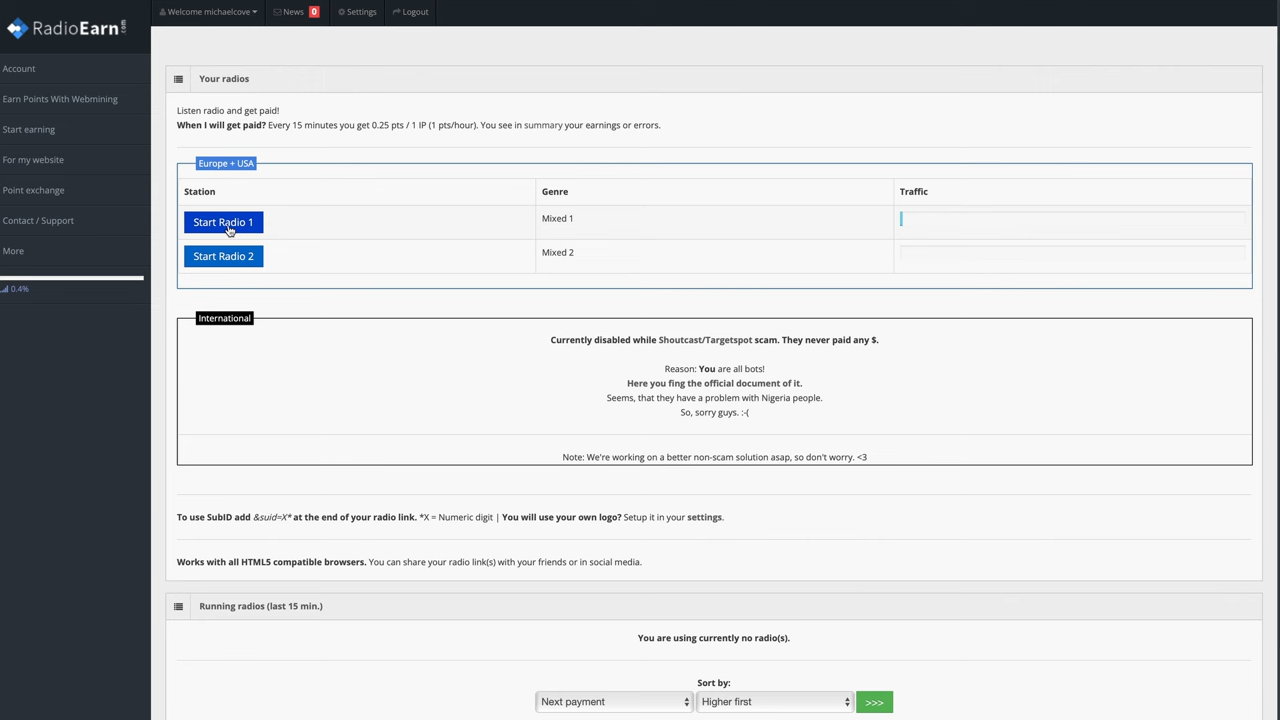 RadioEarn.com
Welcome michaelcove
News 0
Settings
Logout
Account
Earn Points With Webmining
Start earning
For my website
Point exchange
Contact / Support
More
0.4%
Your radios
Listen radio and get paid!
When I will get paid? Every 15 minutes you get 0.25 pts / 1 IP (1 pts/hour). You see in summary your earnings or errors.
Europe + USA
Station Genre Traffic
Start Radio 1 Mixed 1
Start Radio 2 Mixed 2
International
Currently disabled while Shoutcast/Targetspot scam. They never paid any $.
Reason: You are all bots!
Here you fing the official document of it.
Seems, that they have a problem with Nigeria people.
So, sorry guys. :-(
Note: We're working on a better non-scam solution asap, so don't worry. <3
To use SubID add &suid=X* at the end of your radio link. *X = Numeric digit | You will use your own logo? Setup it in your settings.
Works with all HTML5 compatible browsers. You can share your radio link(s) with your friends or in social media.
Running radios (last 15 min.)
You are using currently no radio(s).
Sort by:
Next payment Higher first >>>